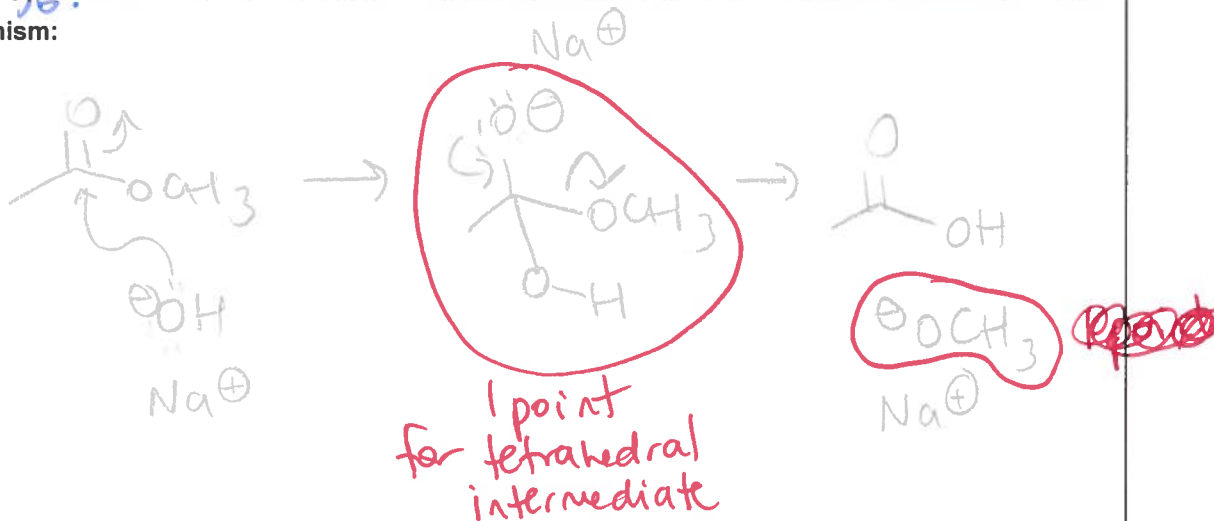 nism:
Na⊕
O
OCH3
⊖OH
Na⊕
:Ö⊖
OCH3
O-H
O
OH
⊖OCH3
Na⊕
1 point
for tetrahedral
intermediate